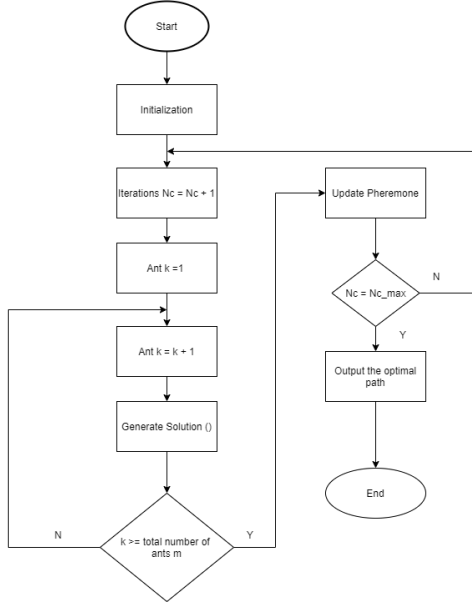 Start
Initialization
Iterations Nc = Nc + 1
Ant k =1
Ant k = k + 1
Generate Solution ()
k >= total number of
ants m
N
Y
Update Pheremone
Nc = Nc_max
N
Y
Output the optimal
path
End